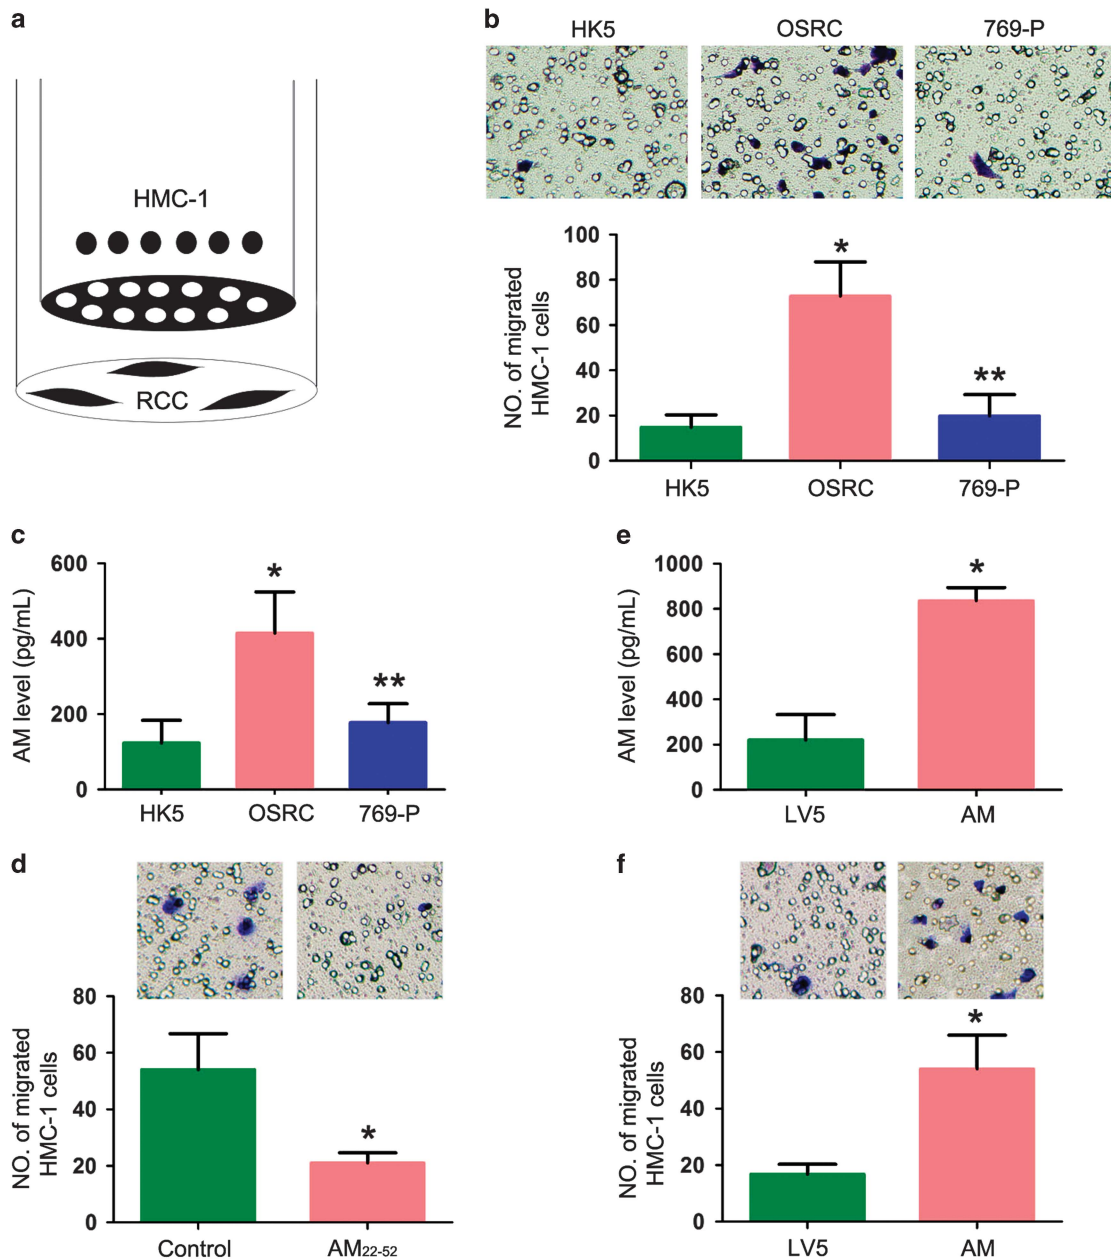 a
HMC-1
RCC
b
HK5 OSRC 769-P
NO. of migrated
HMC-1 cells
100
80
60
40
20
0
*
**
HK5 OSRC 769-P
c
AM level (pg/mL)
600
400
200
0
*
**
HK5 OSRC 769-P
e
AM level (pg/mL)
1000
800
600
400
200
0
*
LV5 AM
d
NO. of migrated
HMC-1 cells
80
60
40
20
0
*
Control AM22-52
f
NO. of migrated
HMC-1 cells
80
60
40
20
0
*
LV5 AM